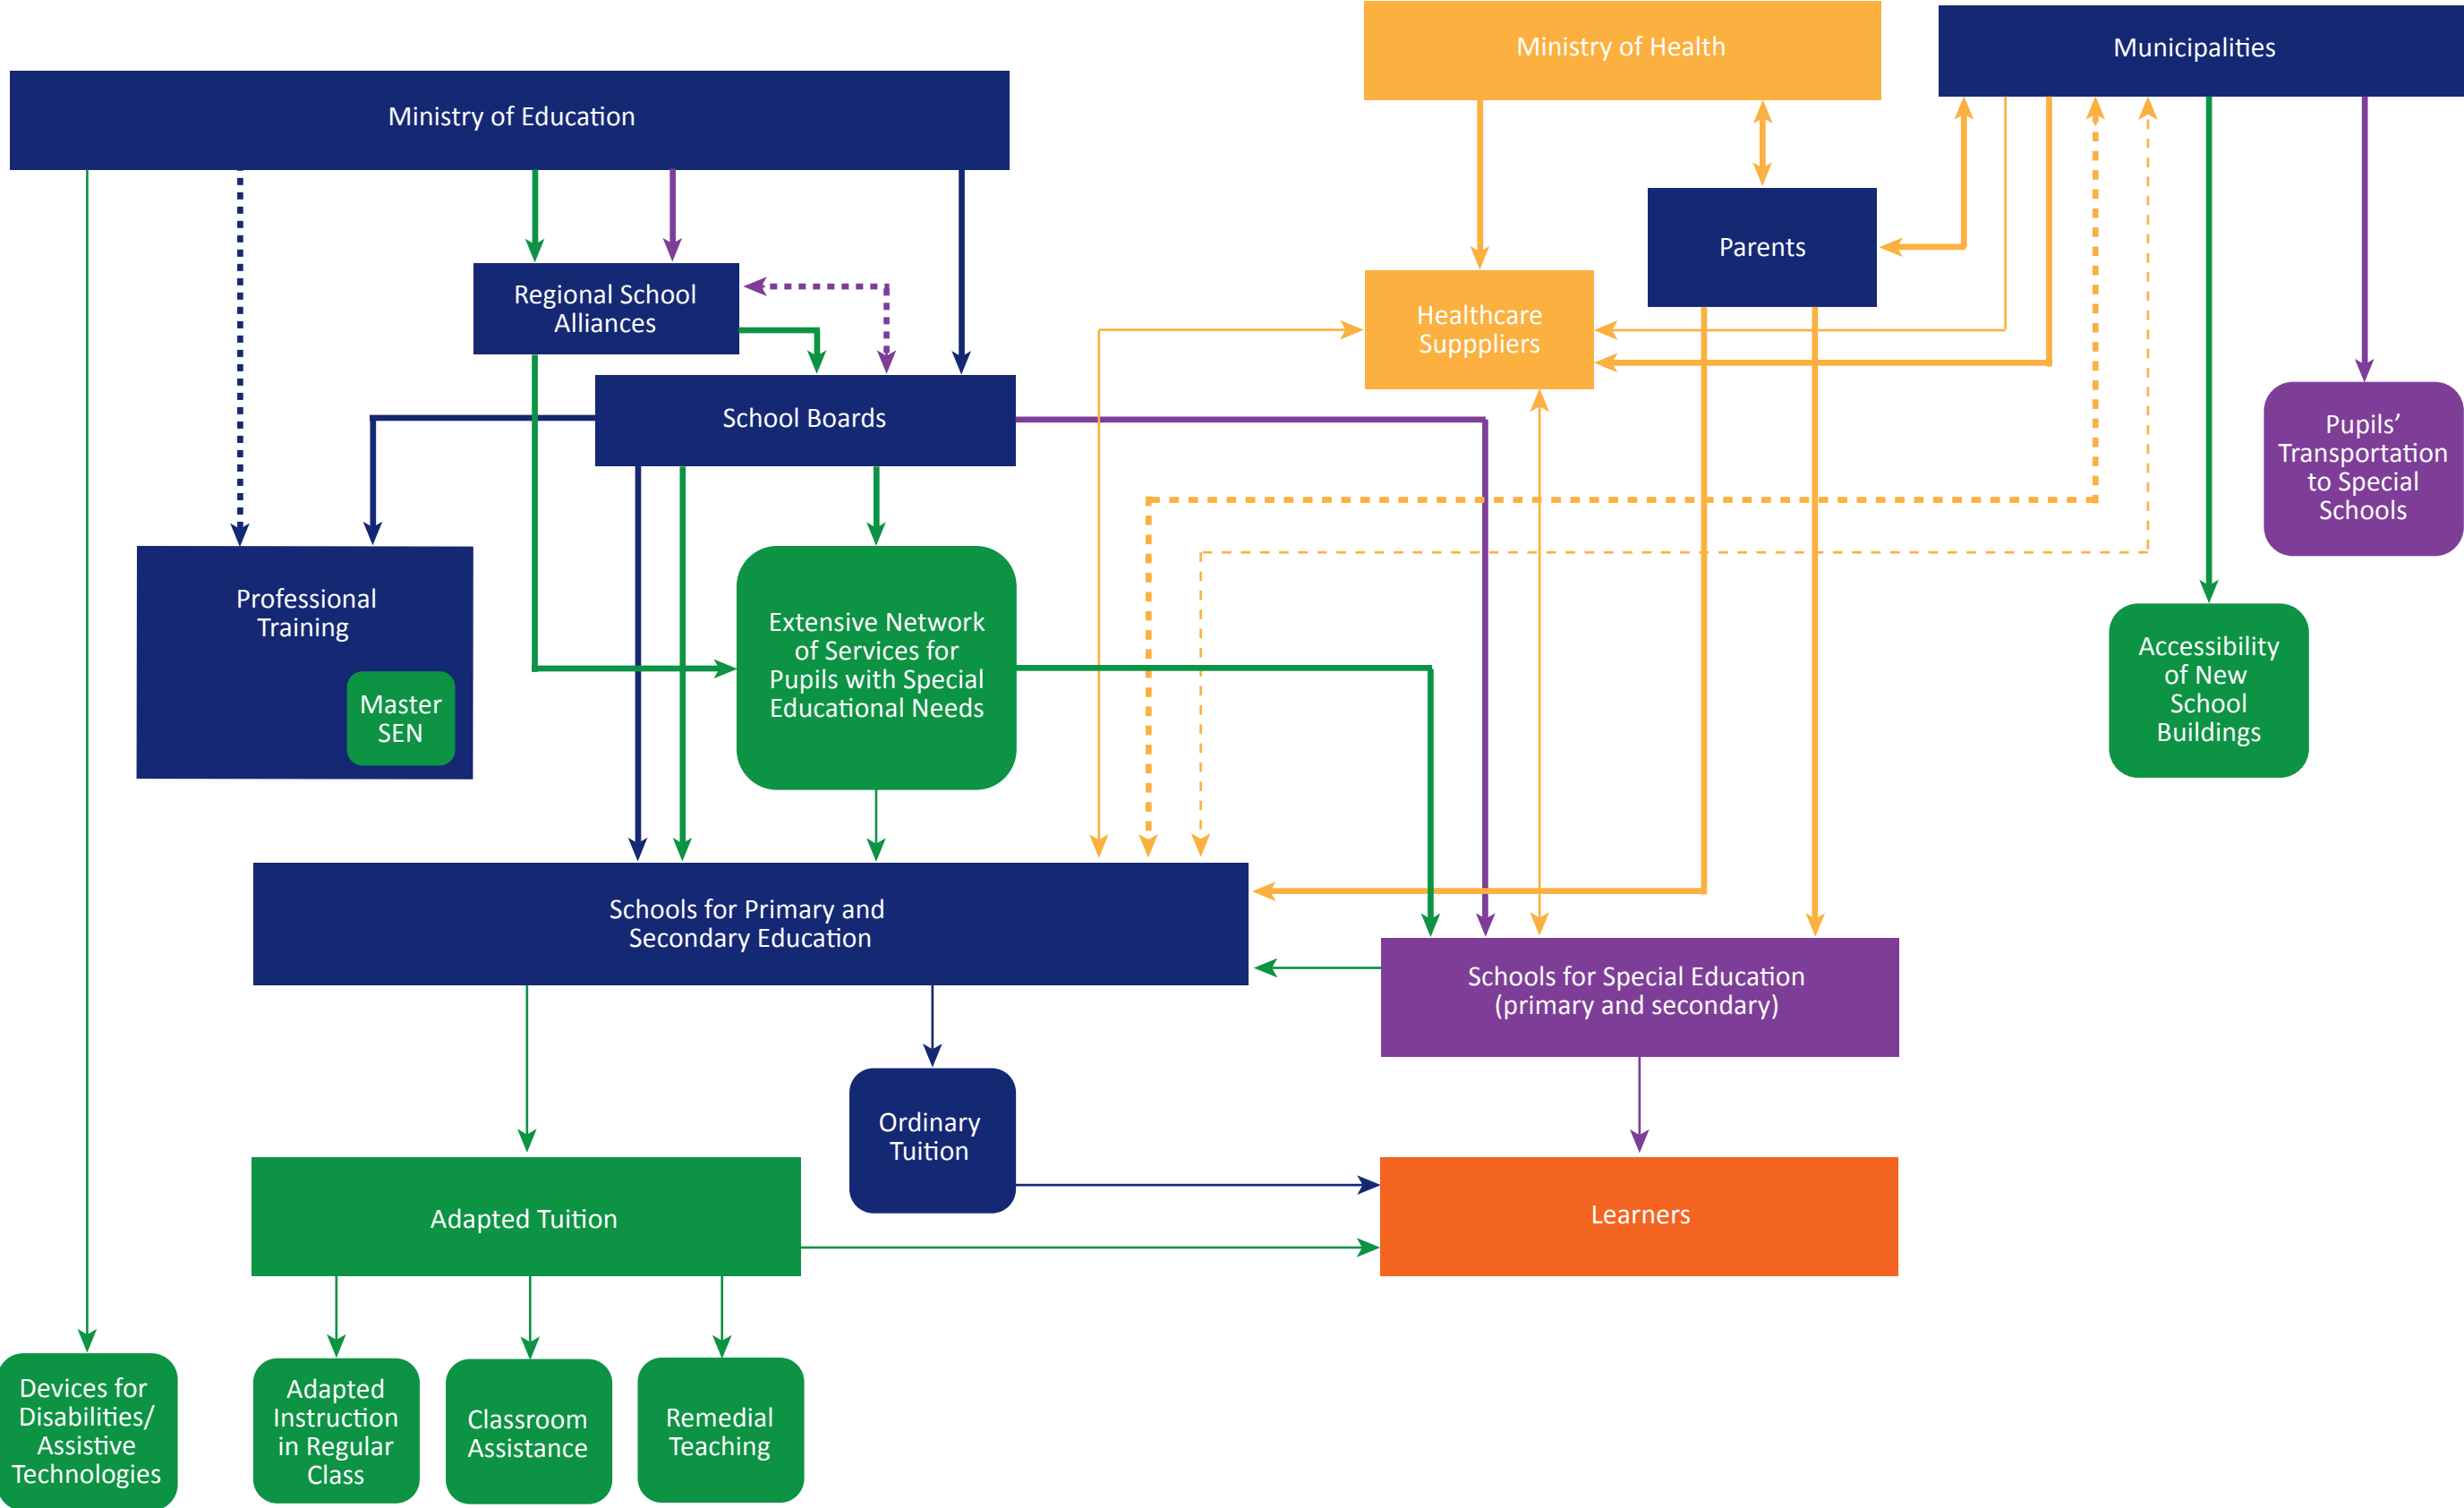 Ministry of Health
Municipalities
Ministry of Education
Parents
Regional School
Alliances
Healthcare
Supppliers
School Boards
Pupils’
Transportation
to Special
Schools
Professional
Training
Master
SEN
Extensive Network
of Services for
Pupils with Special
Educational Needs
Accessibility
of New
School
Buildings
Schools for Primary and
Secondary Education
Schools for Special Education
(primary and secondary)
Ordinary
Tuition
Adapted Tuition
Learners
Devices for
Disabilities/
Assistive
Technologies
Adapted
Instruction
in Regular
Class
Classroom
Assistance
Remedial
Teaching